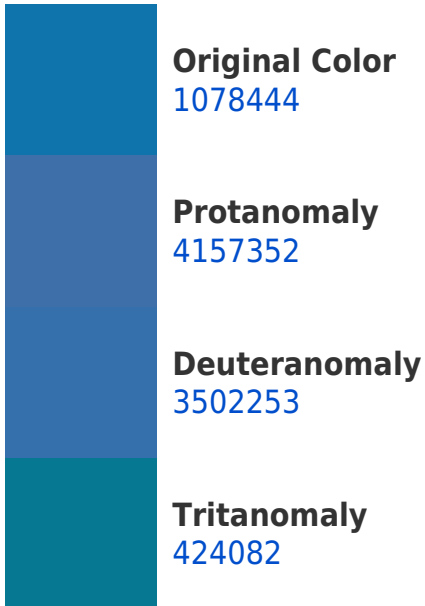 Original Color
1078444
Protanomaly
4157352
Deuteranomaly
3502253
Tritanomaly
424082